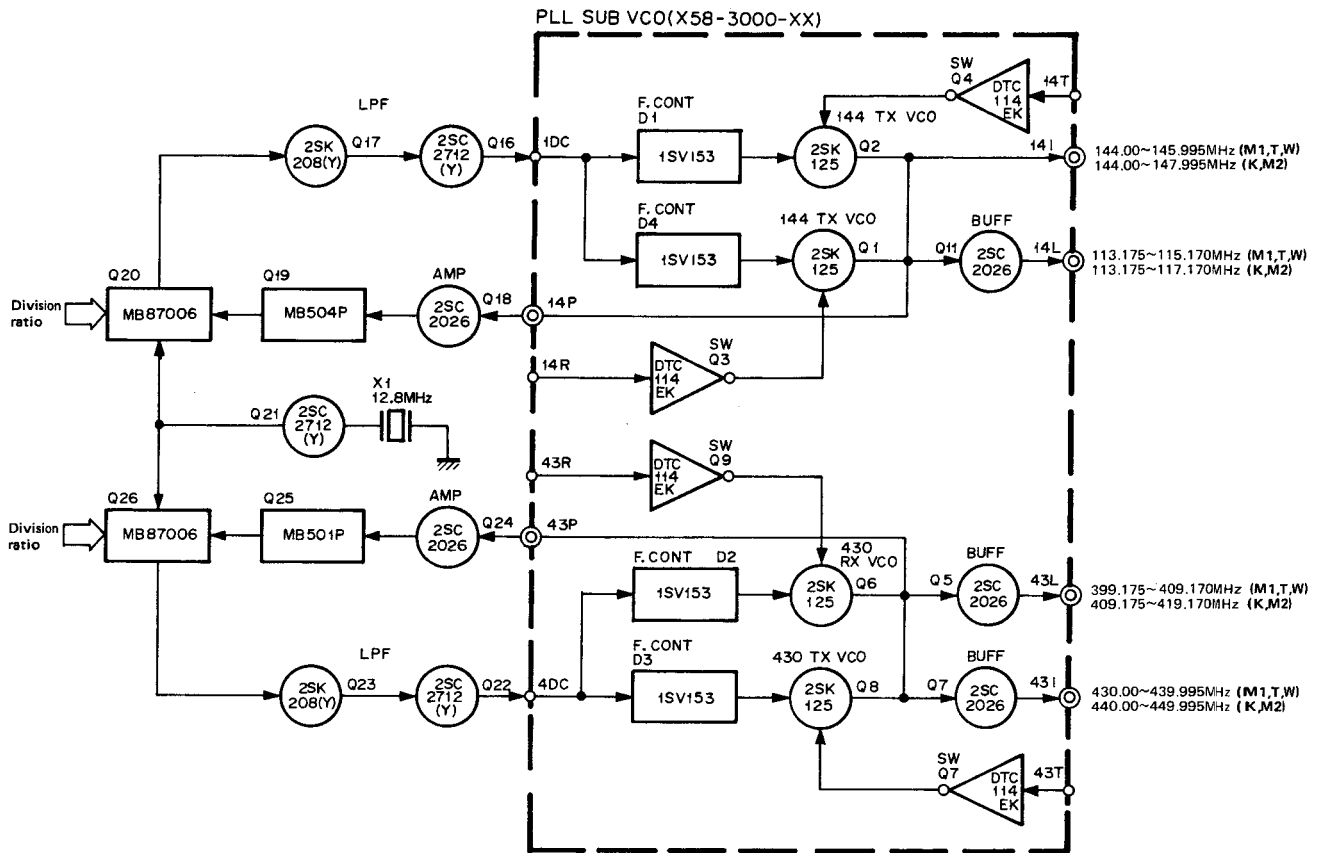 PLL SUB VCO(X58-3000-XX)
SW
Q4
DTC
114
EK
14T
LPF
2SK
208(Y)
Q17
2SC
2712
(Y)
Q16
1DC
F. CONT
D1
1SV153
144 TX VCO
2SK
125
Q2
14I
144.00~145.995MHz (M1,T,W)
144.00~147.995MHz (K,M2)
F. CONT
D4
1SV153
144 TX VCO
2SK
125
Q1
Q11
BUFF
2SC
2026
14L
113.175~115.170MHz (M1,T,W)
113.175~117.170MHz (K,M2)
Division
ratio
Q20
MB87006
Q19
MB504P
AMP
2SC
2026
Q18
14P
14R
DTC
114
EK
SW
Q3
Q21
2SC
2712
(Y)
X1
12.8MHz
43R
DTC
114
EK
SW
Q9
Division
ratio
Q26
MB87006
Q25
MB501P
AMP
2SC
2026
Q24
43P
F. CONT D2
1SV153
430
RX VCO
2SK
125
Q6
Q5
BUFF
2SC
2026
43L
399.175~409.170MHz (M1,T,W)
409.175~419.170MHz (K,M2)
LPF
2SK
208(Y)
Q23
2SC
2712
(Y)
Q22
4DC
F. CONT
D3
1SV153
430 TX VCO
2SK
125
Q8
Q7
BUFF
2SC
2026
43I
430.00~439.995MHz (M1,T,W)
440.00~449.995MHz (K,M2)
SW
Q7
DTC
114
EK
43T